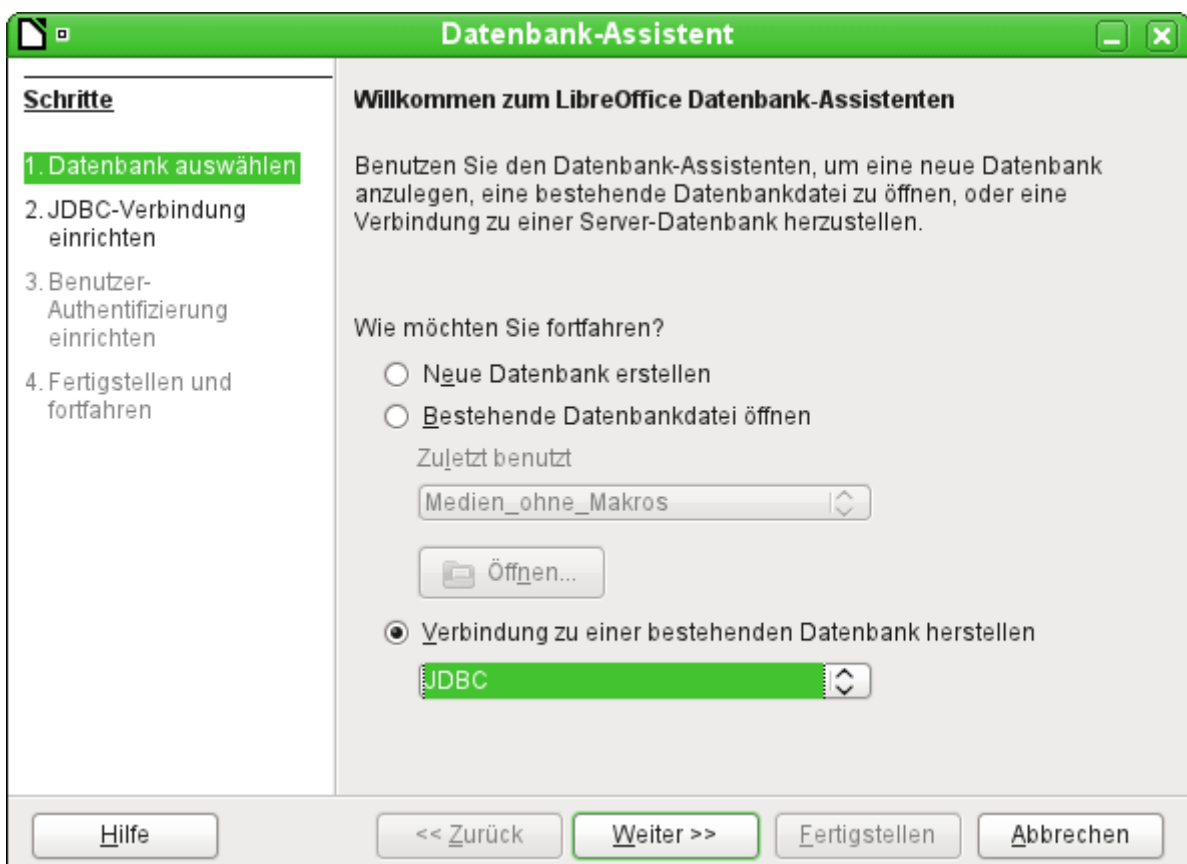 Datenbank-Assistent
Schritte
1. Datenbank auswählen
2. JDBC-Verbindung
einrichten
3. Benutzer-
Authentifizierung
einrichten
4. Fertigstellen und
fortfahren
Willkommen zum LibreOffice Datenbank-Assistenten
Benutzen Sie den Datenbank-Assistenten, um eine neue Datenbank
anzulegen, eine bestehende Datenbankdatei zu öffnen, oder eine
Verbindung zu einer Server-Datenbank herzustellen.
Wie möchten Sie fortfahren?
Neue Datenbank erstellen
Bestehende Datenbankdatei öffnen
Zuletzt benutzt
Medien_ohne_Makros
Öffnen...
Verbindung zu einer bestehenden Datenbank herstellen
JDBC
Hilfe
<< Zurück
Weiter >>
Fertigstellen
Abbrechen